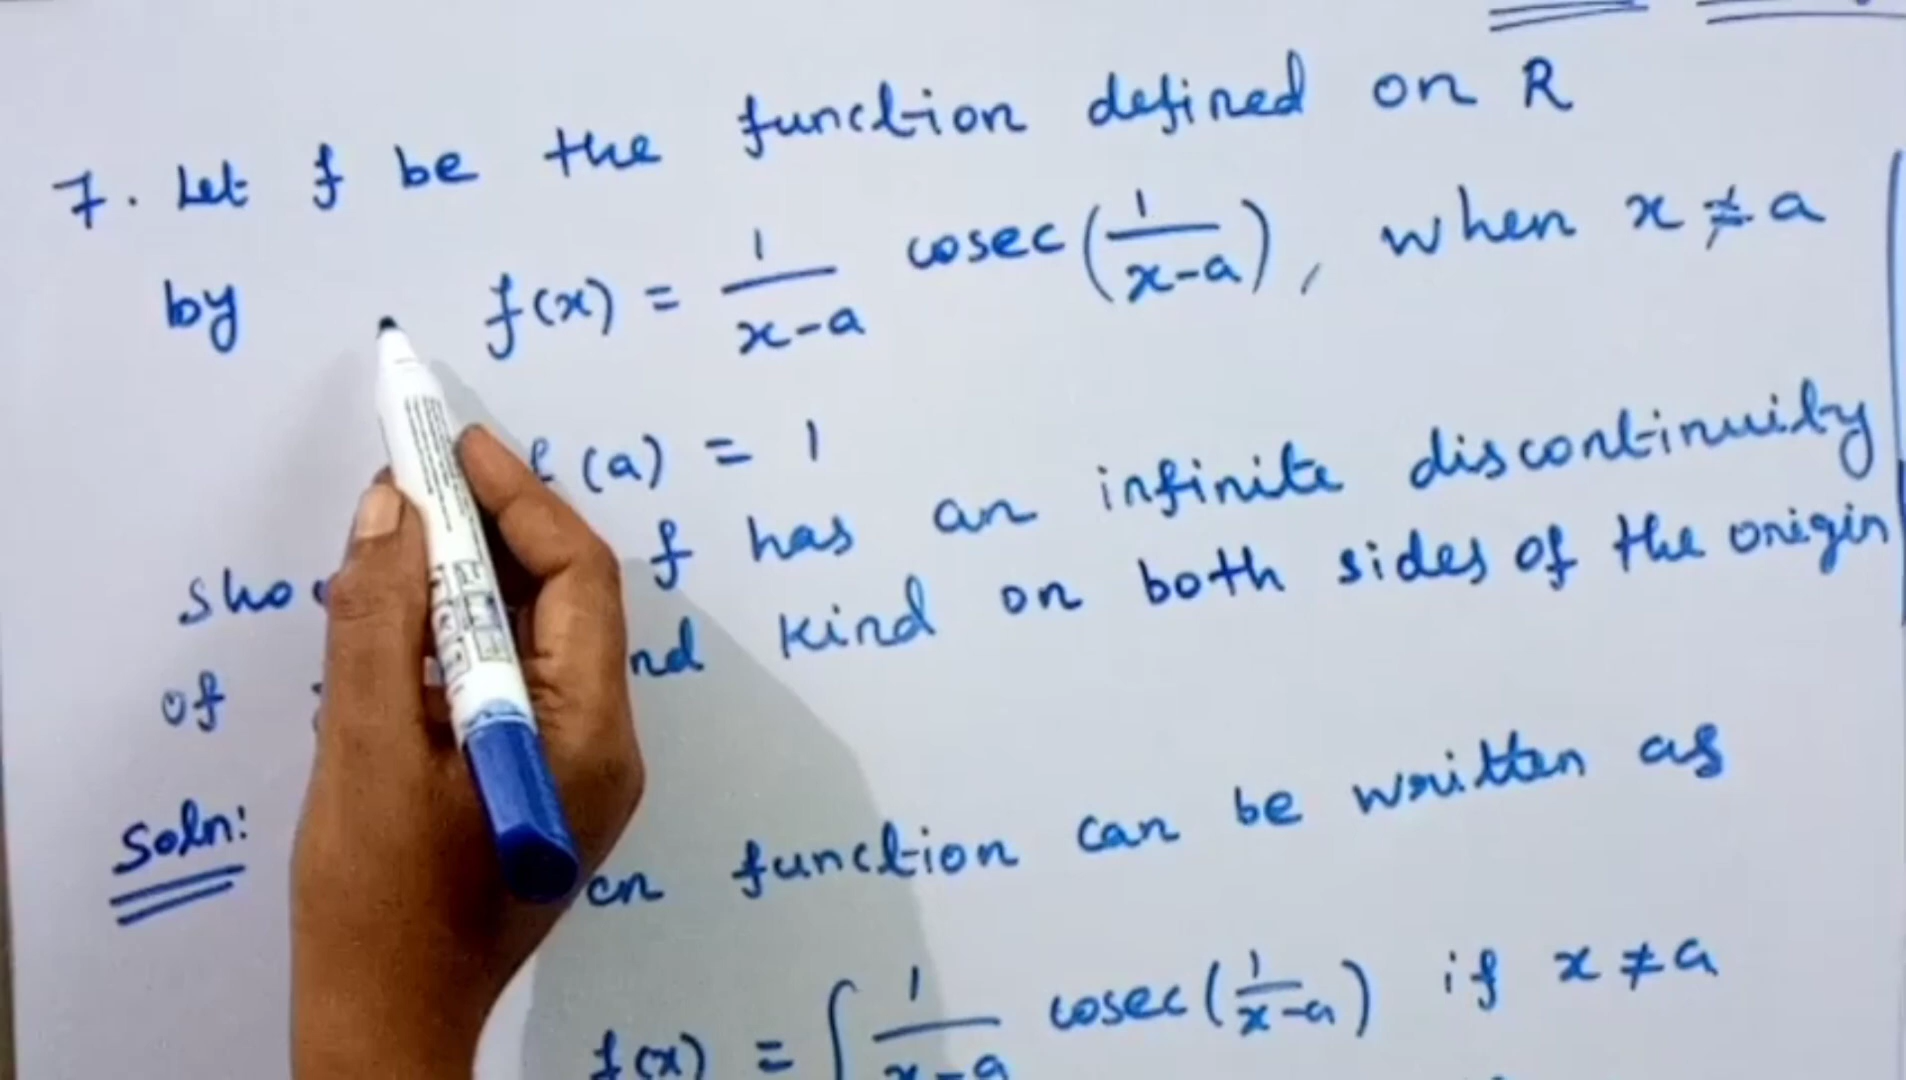 7. Let f be the function defined on R
by f(x) = 1/(x-a) cosec(1/(x-a)), when x ≠ a
(a) = 1
f has an infinite discontinuity
of nd kind on both sides of the origin
Soln: function can be written as
f(x) = { 1/(x-a) cosec(1/(x-a)) if x ≠ a